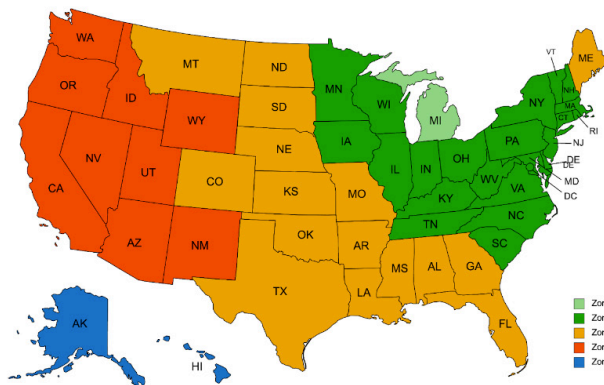 WA
MT
ND
ME
VT
OR
ID
MN
NH
SD
WI
NY
MA
WY
MI
CT
RI
IA
PA
NJ
NE
NV
OH
DE
UT
IL
IN
DE
CO
WV
MD
CA
KS
MO
VA
DC
KY
NC
OK
TN
AZ
NM
AR
SC
MS
AL
GA
TX
LA
FL
AK
HI
Zor
Zor
Zor
Zor
Zor